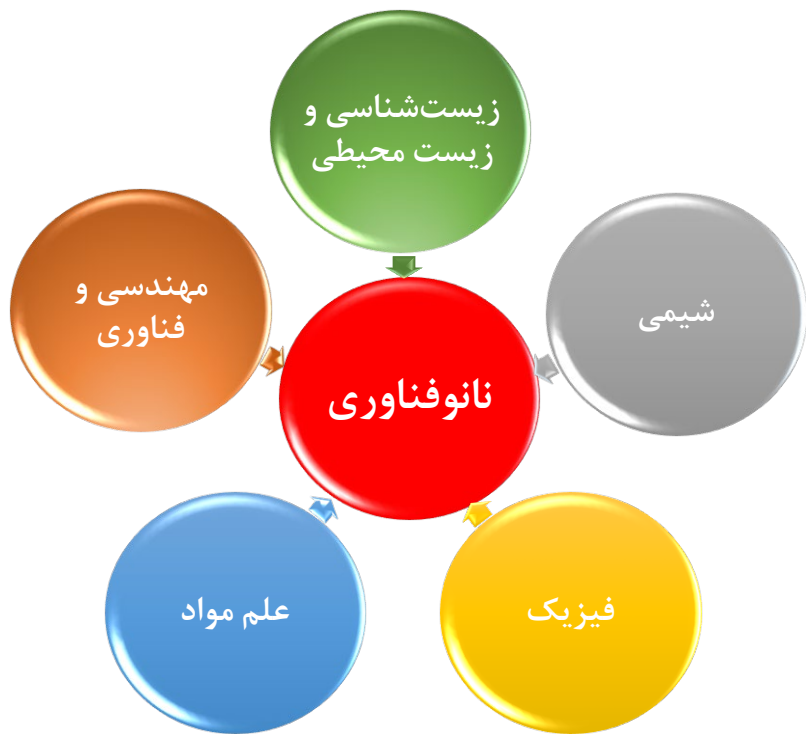 زیست‌شناسی و
زیست محیطی
شیمی
مهندسی و
فناوری
نانوفناوری
فیزیک
علم مواد